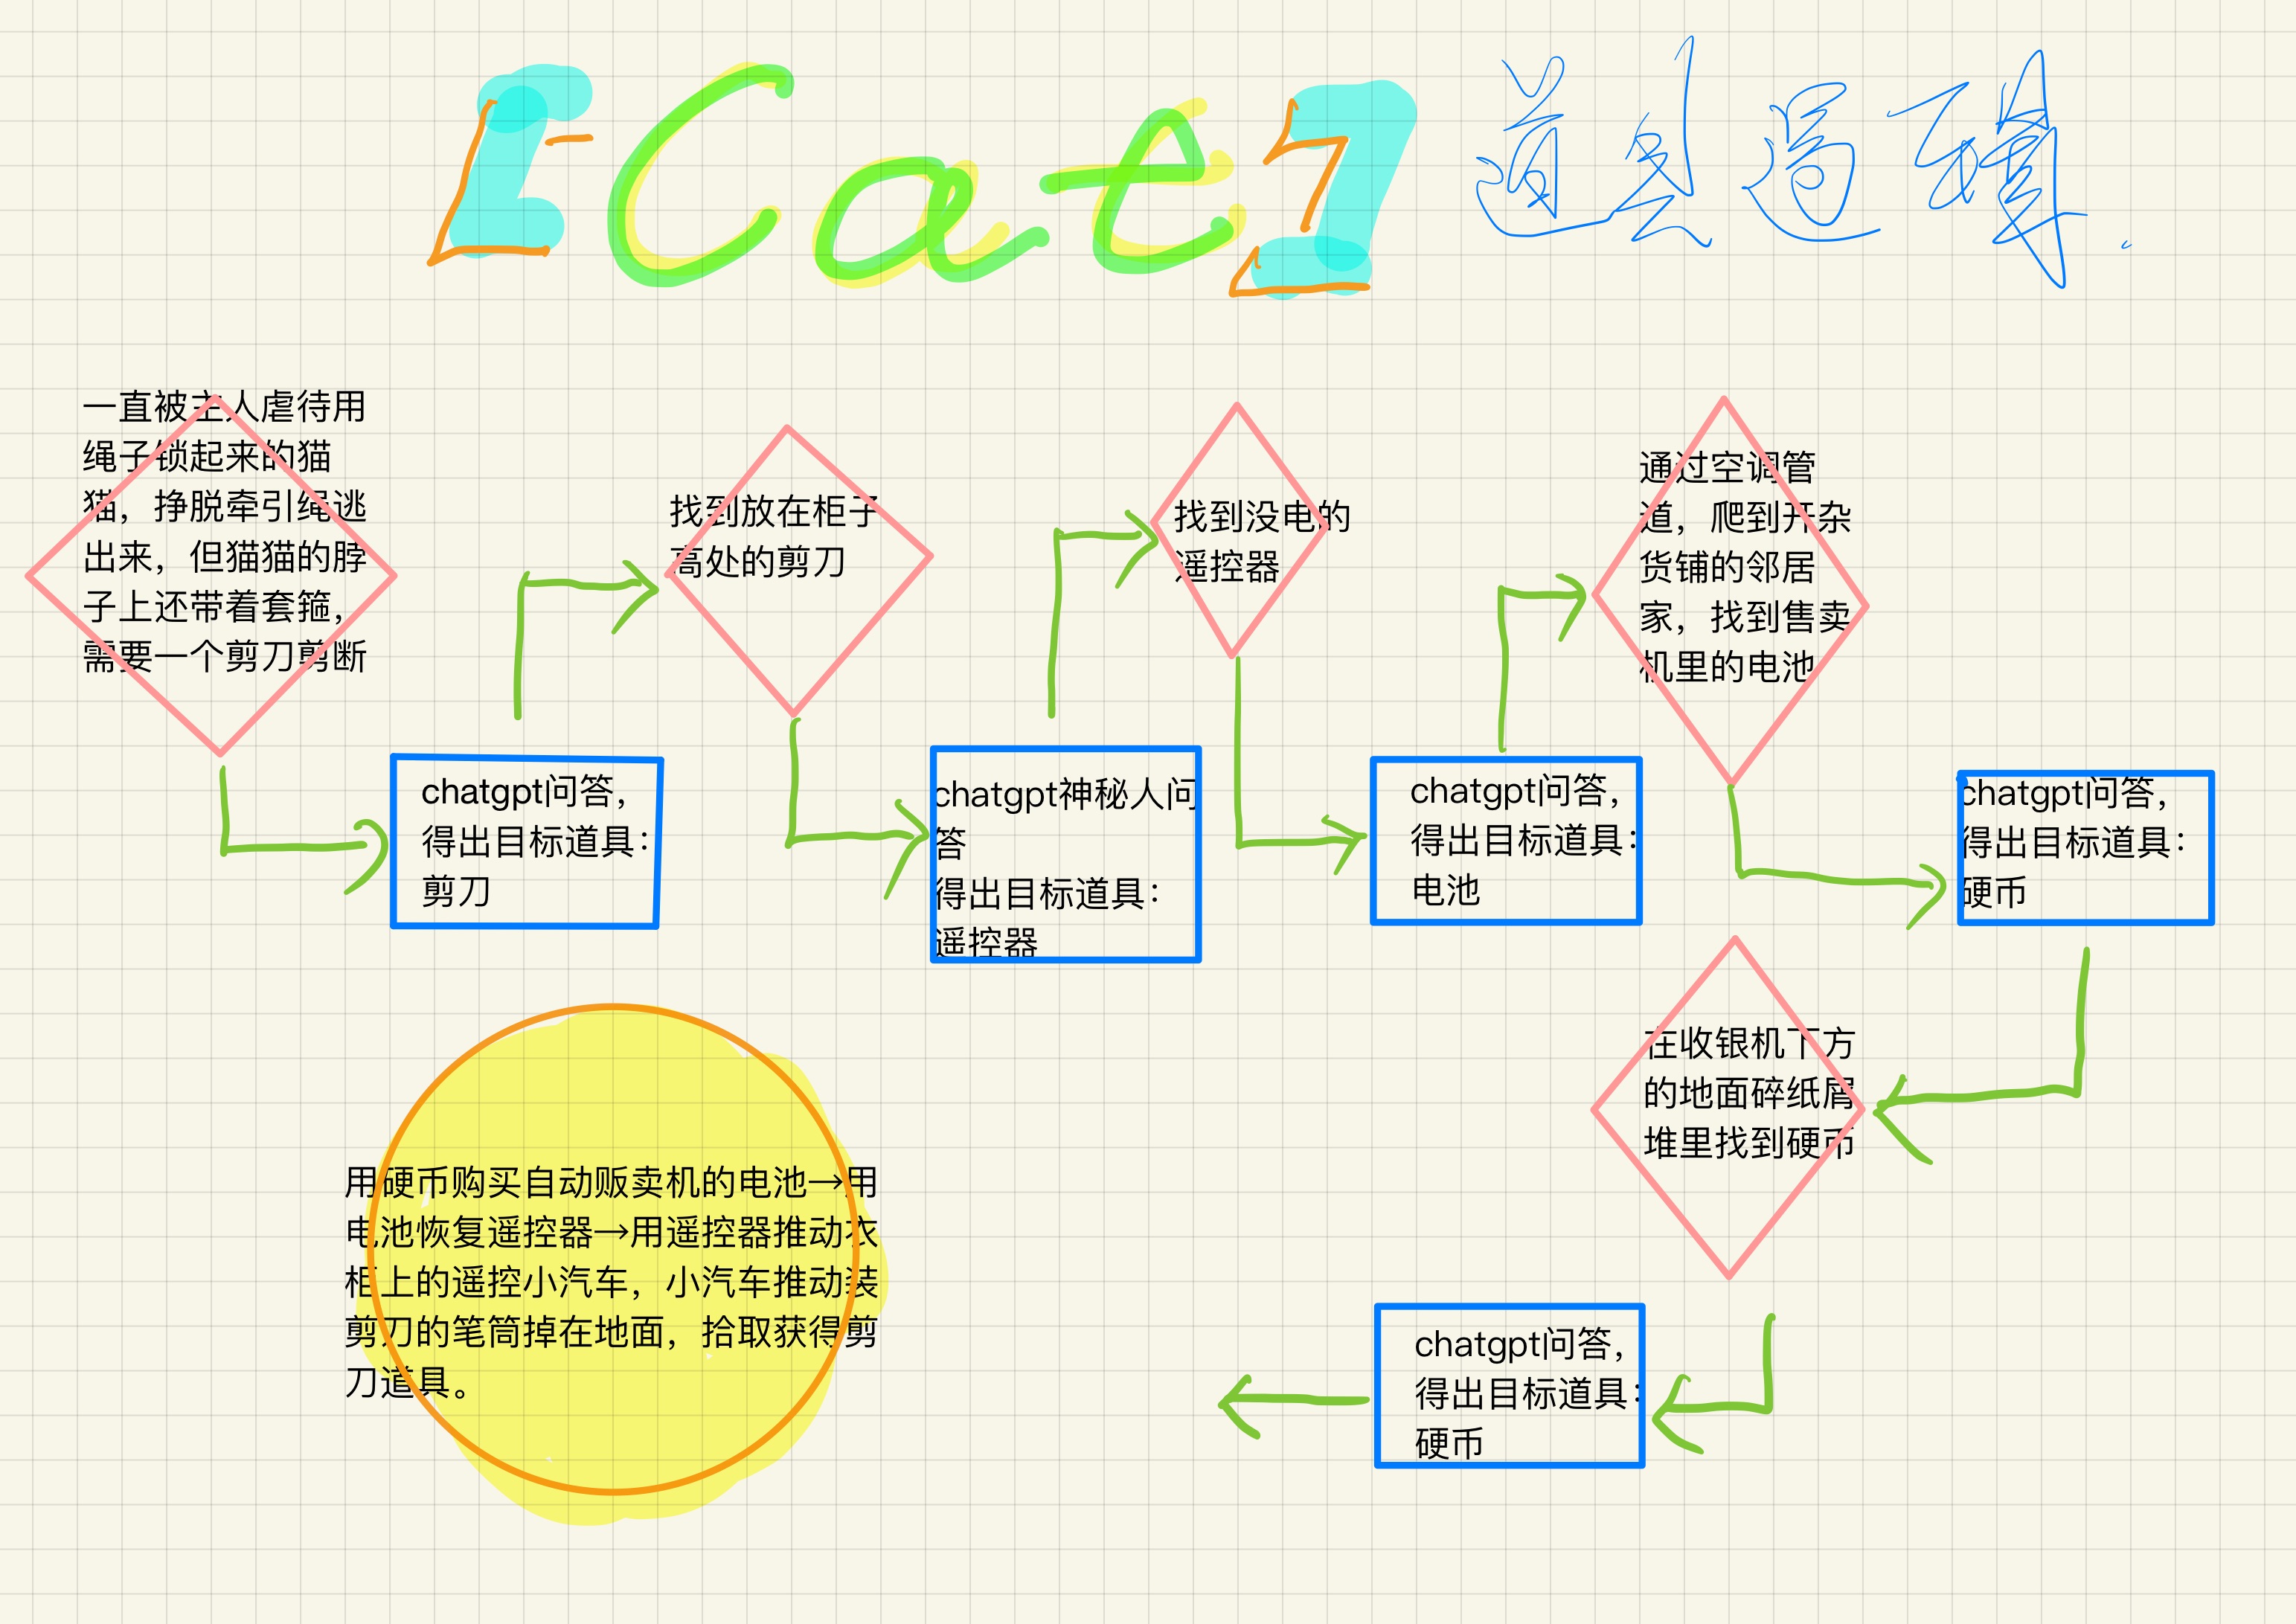 【Cat】道具逻辑
一直被主人虐待用
绳子锁起来的猫
猫，挣脱牵引绳逃
出来，但猫猫的脖
子上还带着套箍，
需要一个剪刀剪断
chatgpt问答，
得出目标道具：
剪刀
找到放在柜子
高处的剪刀
chatgpt神秘人问
答
得出目标道具：
遥控器
找到没电的
遥控器
chatgpt问答，
得出目标道具：
电池
通过空调管
道，爬到开杂
货铺的邻居
家，找到售卖
机里的电池
chatgpt问答，
得出目标道具：
硬币
在收银机下方
的地面碎纸屑
堆里找到硬币
chatgpt问答，
得出目标道具：
硬币
用硬币购买自动贩卖机的电池→用
电池恢复遥控器→用遥控器推动衣
柜上的遥控小汽车，小汽车推动装
剪刀的笔筒掉在地面，拾取获得剪
刀道具。